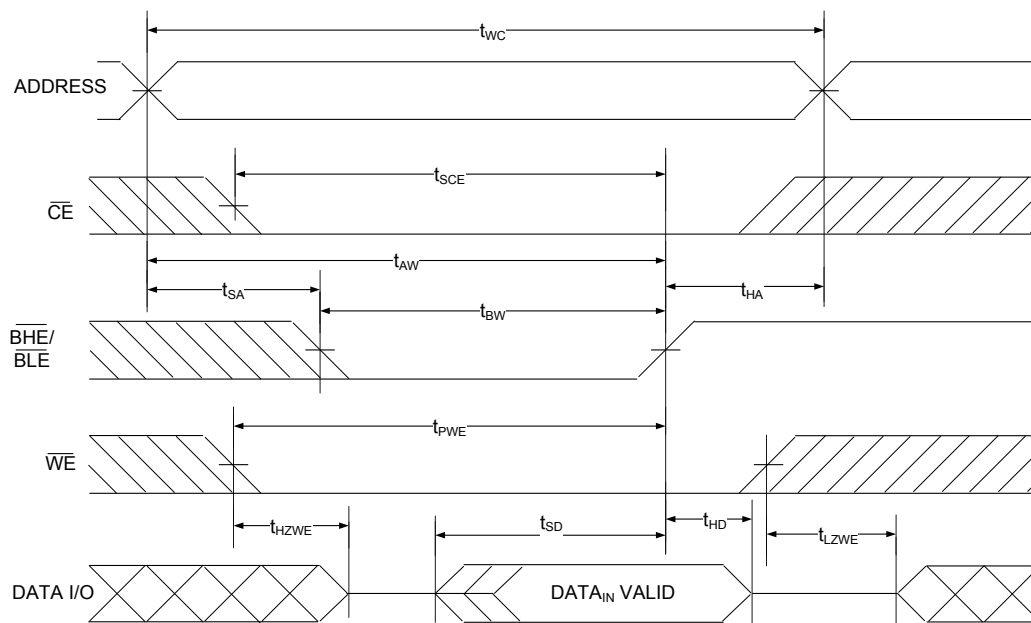 tWC
ADDRESS
tSCE
CE
tAW
tSA
tHA
tBW
BHE/
BLE
tPWE
WE
tHZWE
tSD
tHD
tLZWE
DATA I/O
DATAIN VALID